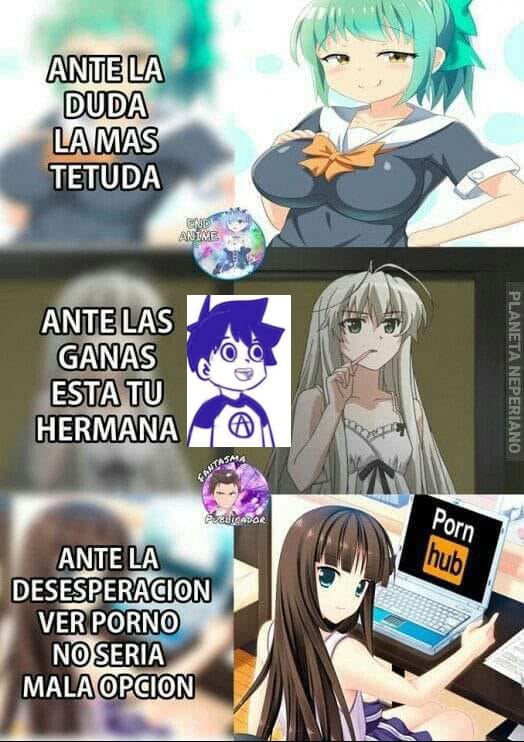 ANTE LA
DUDA
LA MAS
TETUDA
END
ANIME
ANTE LAS
GANAS
ESTA TU
HERMANA
PLANETA NEPERIANO
FANTASMA
PUBLICADOR
ANTE LA
DESESPERACION
VER PORNO
NO SERIA
MALA OPCION
Porn
hub